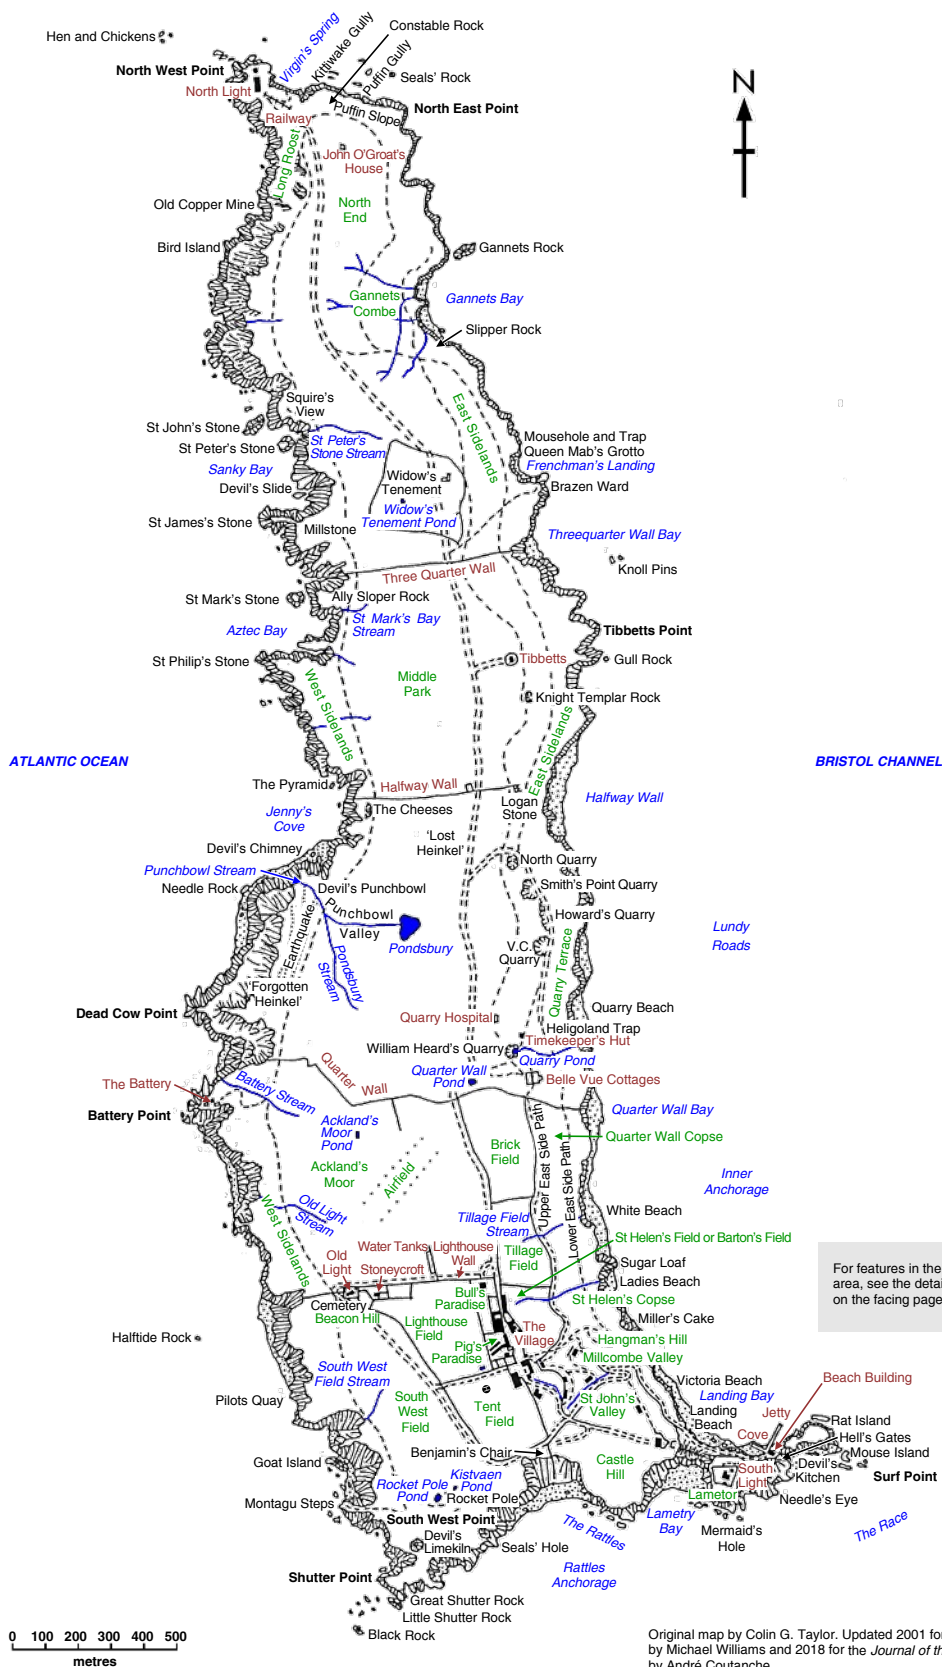 Hen and Chickens
Virgin's Spring
Kittiwake Gully
Constable Rock
Puffin Gully
North West Point
Seals' Rock
North Light
Puffin Slope
North East Point
N
Railway
Long Roost
John O'Groat's
House
Old Copper Mine
North
End
Bird Island
Gannets Rock
Gannets
Combe
Gannets Bay
Slipper Rock
Squire's
View
St John's Stone
St Peter's
Stone Stream
East Sidelands
Mousehole and Trap
St Peter's Stone
Queen Mab's Grotto
Sanky Bay
Frenchman's Landing
Widow's
Tenement
Devil's Slide
Brazen Ward
Widow's
Tenement Pond
St James's Stone
Millstone
Threequarter Wall Bay
Three Quarter Wall
Knoll Pins
St Mark's Stone
Ally Sloper Rock
Aztec Bay
St Mark's Bay
Stream
Tibbetts Point
St Philip's Stone
Tibbetts
Gull Rock
West Sidelands
Middle
Park
Knight Templar Rock
East Sidelands
ATLANTIC OCEAN
BRISTOL CHANNEL
The Pyramid
Halfway Wall
Logan
Stone
Halfway Wall
Jenny's
Cove
The Cheeses
'Lost
Heinkel'
Devil's Chimney
North Quarry
Punchbowl Stream
Needle Rock
Devil's Punchbowl
Smith's Point Quarry
Punchbowl
Valley
Howard's Quarry
Earthquake
Pondsbury
Lundy
Roads
V.C.
Quarry
Pondsbury
Stream
Quarry Terrace
'Forgotten
Heinkel'
Quarry Beach
Dead Cow Point
Quarry Hospital
Heligoland Trap
Timekeeper's Hut
William Heard's Quarry
Quarry Pond
Quarter Wall
Quarter Wall
Pond
The Battery
Battery Stream
Belle Vue Cottages
Battery Point
Ackland's
Moor
Pond
Quarter Wall Bay
Brick
Field
Upper East Side Path
Lower East Side Path
Quarter Wall Copse
Ackland's
Moor
Airfield
Inner
Anchorage
West Sidelands
Old Light
Stream
Tillage Field
Stream
White Beach
St Helen's Field or Barton's Field
Old
Light
Water Tanks
Lighthouse
Wall
Tillage
Field
Stoneycroft
Sugar Loaf
Ladies Beach
For features in the
area, see the detai
on the facing page
Bull's
Paradise
St Helen's Copse
Cemetery
Beacon Hill
Lighthouse
Field
Miller's Cake
Halftide Rock
The
Village
Pig's
Paradise
Hangman's Hill
Millcombe Valley
South West
Field Stream
Victoria Beach
Beach Building
Pilots Quay
South
West
Field
Tent
Field
St John's
Valley
Landing Bay
Landing
Beach
Jetty
Rat Island
Cove
Hell's Gates
Mouse Island
Benjamin's Chair
Goat Island
Castle
Hill
South
Light
Devil's
Kitchen
Surf Point
Kistvaen
Pond
Rocket Pole
Pond
Rocket Pole
Lametor
Needle's Eye
Montagu Steps
South West Point
Lametry
Bay
The Rattles
Mermaid's
Hole
The Race
Devil's
Limekiln
Seals' Hole
Rattles
Anchorage
Shutter Point
Great Shutter Rock
Little Shutter Rock
Black Rock
0 100 200 300 400 500
metres
Original map by Colin G. Taylor. Updated 2001 for
by Michael Williams and 2018 for the Journal of th
by André Coutanche